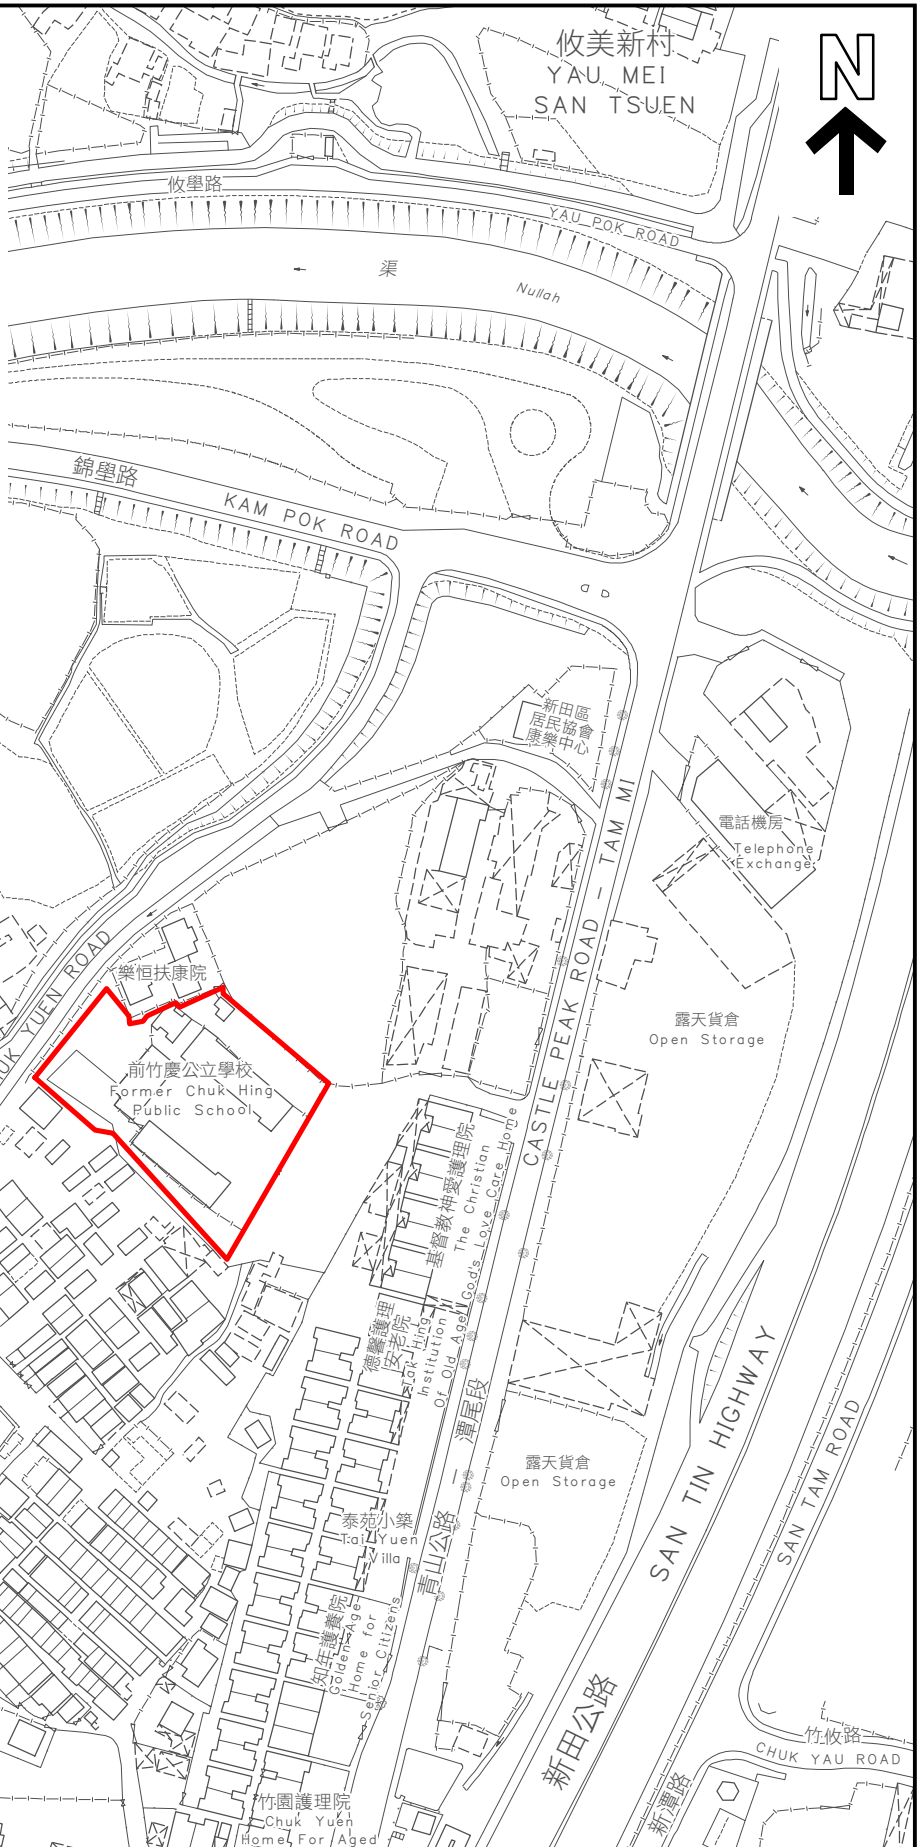 攸美新村
YAU MEI
SAN TSUEN
N
攸學路
YAU POK ROAD
渠
Nullah
錦壆路
KAM POK ROAD
新田區
居民協會
康樂中心
電話機房
Telephone
Exchange
CASTLE PEAK ROAD - TAM MI
樂恒扶康院
UK YUEN ROAD
露天貨倉
Open Storage
前竹慶公立學校
Former Chuk Hing
Public School
基督教神愛護理院
The Christian
God's Love Care Home
德馨護理
安老院
Tak Hing
Institution
Of Old Age
青山公路 — 潭尾段
露天貨倉
Open Storage
SAN TIN HIGHWAY
SAN TAM ROAD
泰苑小築
Tai Yuen
Villa
知年護養院
Golden Age
Home for
Senior Citizens
新田公路
竹攸路
CHUK YAU ROAD
新潭路
竹園護理院
Chuk Yuen
Home For Aged